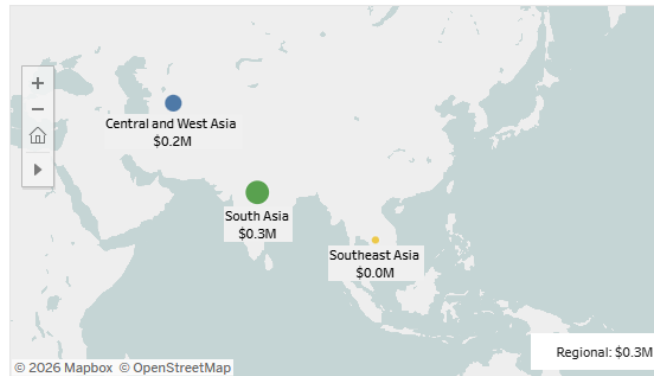 Central and West Asia
$0.2M
South Asia
$0.3M
Southeast Asia
$0.0M
Regional: $0.3M
© 2026 Mapbox © OpenStreetMap